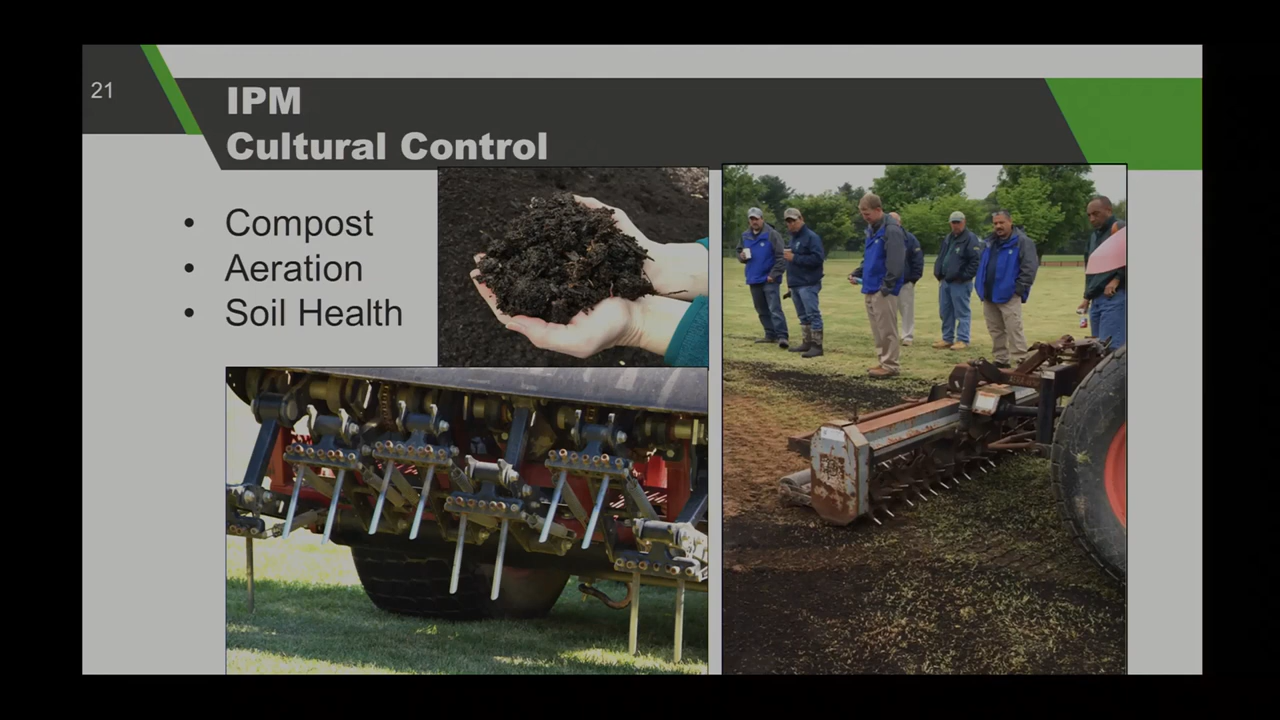 21
IPM
Cultural Control
• Compost
• Aeration
• Soil Health